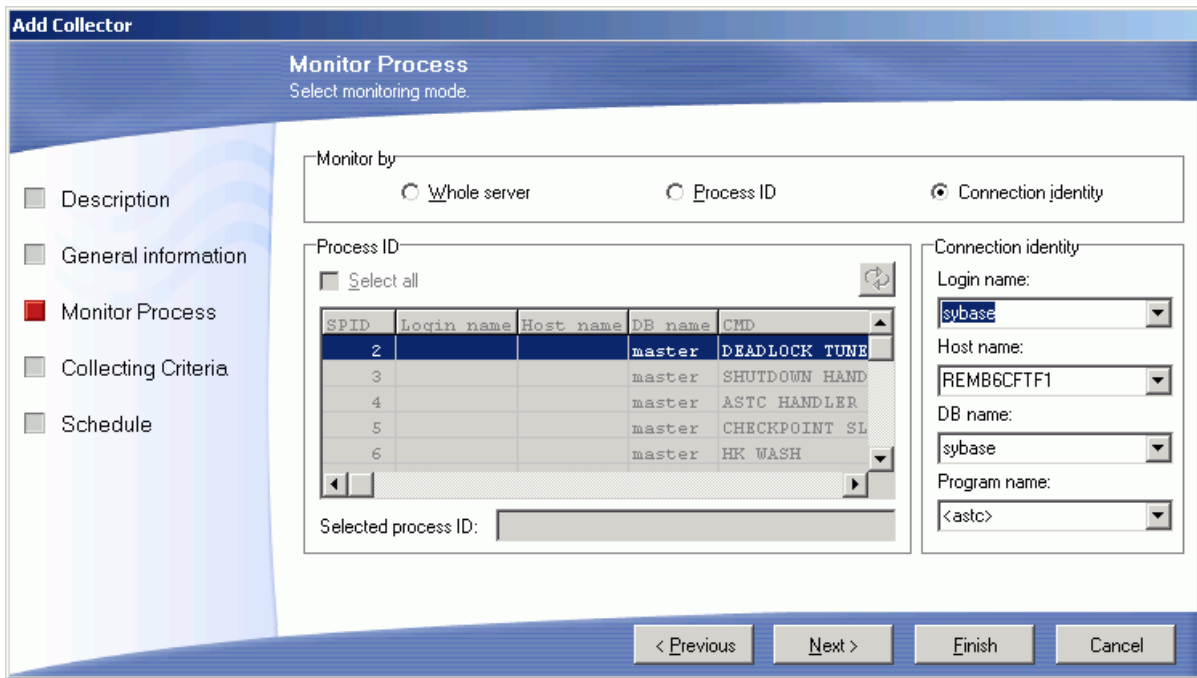 Add Collector
Monitor Process
Select monitoring mode.
Description
General information
Monitor Process
Collecting Criteria
Schedule
Monitor by
Whole server Process ID Connection identity
Process ID
Select all
SPID Login name Host name DB name CMD
2 master DEADLOCK TUNE
3 master SHUTDOWN HAND
4 master ASTC HANDLER
5 master CHECKPOINT SL
6 master HK WASH
Selected process ID:
Connection identity
Login name:
sybase
Host name:
REMB6CFTF1
DB name:
sybase
Program name:
<astc>
< Previous Next > Finish Cancel